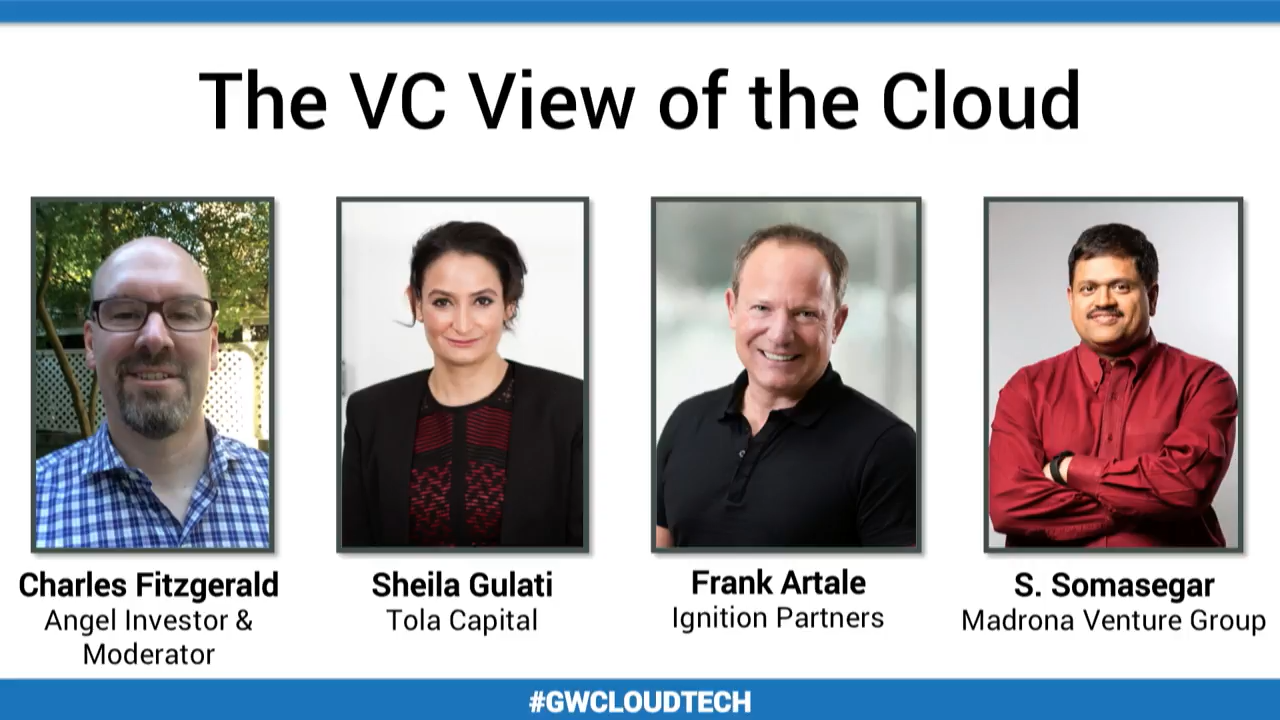 The VC View of the Cloud
Charles Fitzgerald
Angel Investor &
Moderator
Sheila Gulati
Tola Capital
Frank Artale
Ignition Partners
S. Somasegar
Madrona Venture Group
#GWCLOUDTECH